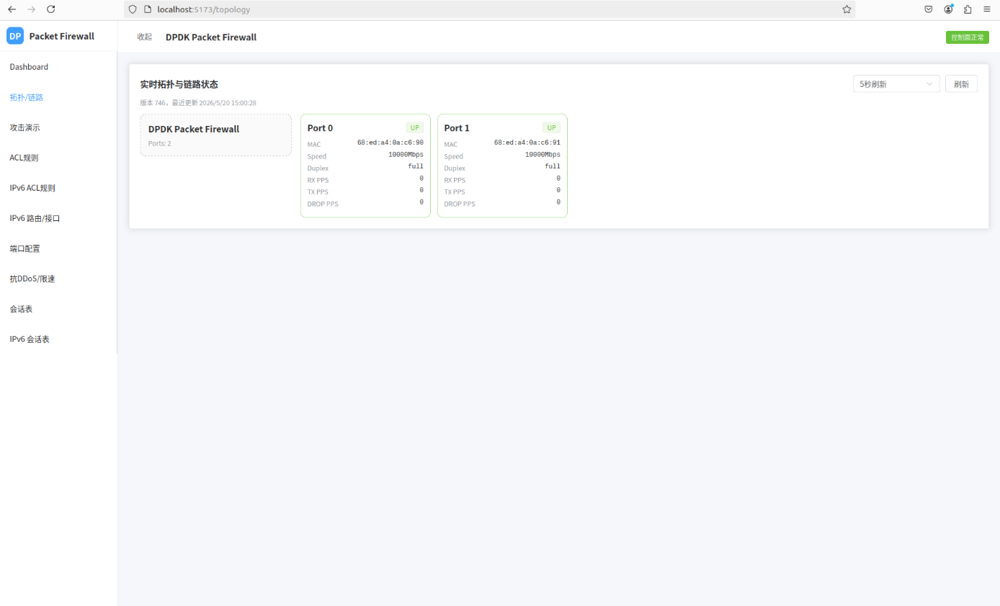 localhost:5173/topology
DP Packet Firewall
收起 DPDK Packet Firewall
控制面正常
Dashboard
拓扑/链路
攻击演示
ACL规则
IPv6 ACL规则
IPv6 路由/接口
端口配置
抗DDoS/限速
会话表
IPv6 会话表
实时拓扑与链路状态
5秒刷新
刷新
版本 746，最近更新 2026/5/20 15:00:28
DPDK Packet Firewall
Ports: 2
Port 0 UP
MAC 68:ed:a4:0a:c6:90
Speed 10000Mbps
Duplex full
RX PPS 0
TX PPS 0
DROP PPS 0
Port 1 UP
MAC 68:ed:a4:0a:c6:91
Speed 10000Mbps
Duplex full
RX PPS 0
TX PPS 0
DROP PPS 0